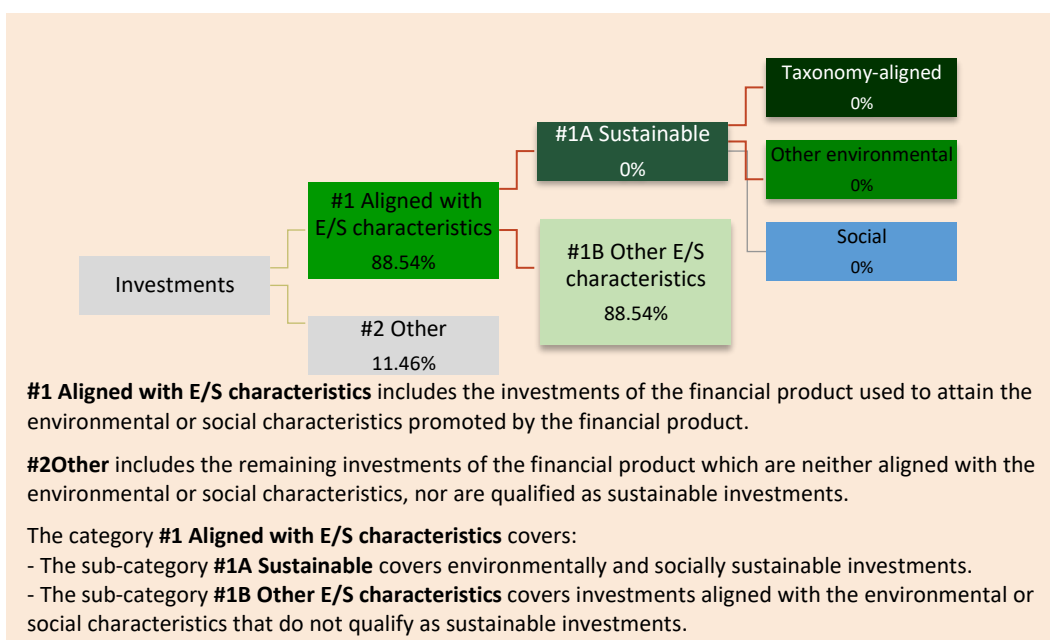 Taxonomy-aligned
0%
#1A Sustainable
0%
Other environmental
0%
#1 Aligned with
E/S characteristics
88.54%
#1B Other E/S
characteristics
88.54%
Social
0%
Investments
#2 Other
11.46%
#1 Aligned with E/S characteristics includes the investments of the financial product used to attain the
environmental or social characteristics promoted by the financial product.
#2Other includes the remaining investments of the financial product which are neither aligned with the
environmental or social characteristics, nor are qualified as sustainable investments.
The category #1 Aligned with E/S characteristics covers:
- The sub-category #1A Sustainable covers environmentally and socially sustainable investments.
- The sub-category #1B Other E/S characteristics covers investments aligned with the environmental or
social characteristics that do not qualify as sustainable investments.